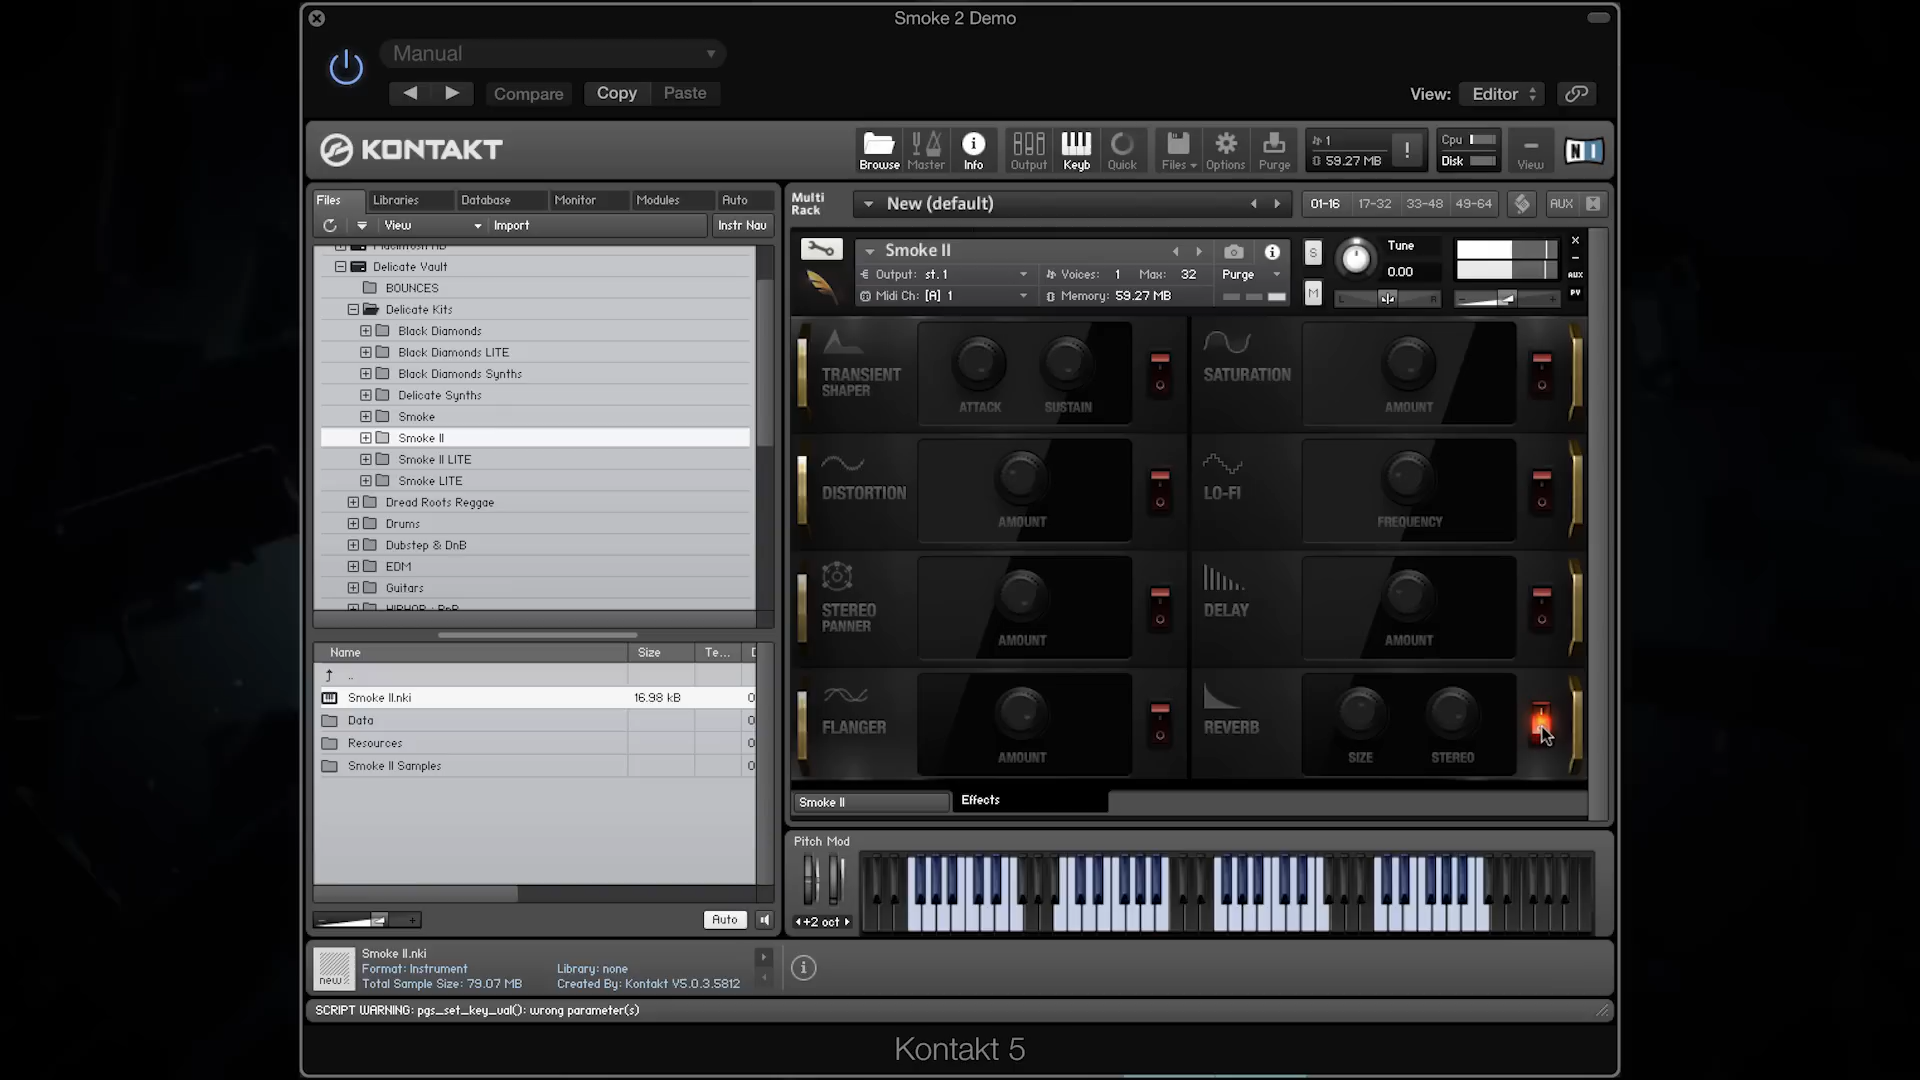 Smoke 2 Demo
Manual
Compare
Copy
Paste
View:
Editor
KONTAKT
Browse
Master
Info
Output
Keyb
Quick
Files
Options
Purge
1
59.27 MB
!
Cpu
Disk
View
NI
Files
Libraries
Database
Monitor
Modules
Auto
View
Import
Instr Nav
Delicate Vault
BOUNCES
Delicate Kits
Black Diamonds
Black Diamonds LITE
Black Diamonds Synths
Delicate Synths
Smoke
Smoke II
Smoke II LITE
Smoke LITE
Dread Roots Reggae
Drums
Dubstep & DnB
EDM
Guitars
Name
Size
Te...
..
Smoke II.nki
16.98 kB
Data
Resources
Smoke II Samples
Auto
Multi
Rack
New (default)
01-16
17-32
33-48
49-64
AUX
Smoke II
Output: st. 1
Voices: 1
Max: 32
Purge
Midi Ch: [A] 1
Memory: 59.27 MB
S
M
Tune
0.00
L
R
AUX
PV
TRANSIENT
SHAPER
ATTACK
SUSTAIN
SATURATION
AMOUNT
DISTORTION
AMOUNT
LO-FI
FREQUENCY
STEREO
PANNER
AMOUNT
DELAY
AMOUNT
FLANGER
AMOUNT
REVERB
SIZE
STEREO
Smoke II
Effects
Pitch Mod
+2 oct
new
Smoke II.nki
Format: Instrument
Library: none
Total Sample Size: 79.07 MB
Created By: Kontakt V5.0.3.5812
SCRIPT WARNING: pgs_set_key_val(): wrong parameter(s)
Kontakt 5